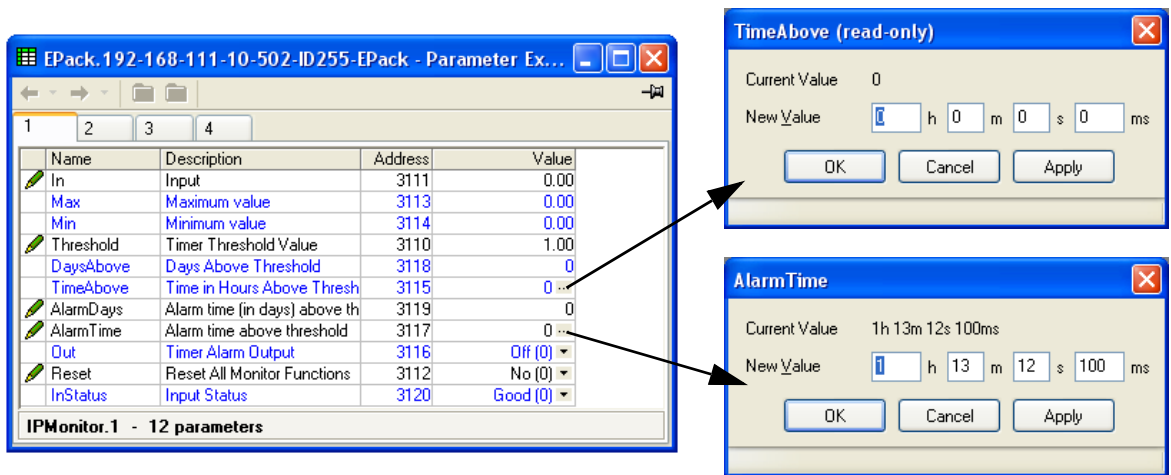 EPack.192-168-111-10-502-ID255-EPack - Parameter Ex...
1 2 3 4
Name Description Address Value
In Input 3111 0.00
Max Maximum value 3113 0.00
Min Minimum value 3114 0.00
Threshold Timer Threshold Value 3110 1.00
DaysAbove Days Above Threshold 3118 0
TimeAbove Time in Hours Above Thresh 3115 0 ...
AlarmDays Alarm time (in days) above th 3119 0
AlarmTime Alarm time above threshold 3117 0 ...
Out Timer Alarm Output 3116 Off (0)
Reset Reset All Monitor Functions 3112 No (0)
InStatus Input Status 3120 Good (0)
IPMonitor.1 - 12 parameters
TimeAbove (read-only)
Current Value 0
New Value 0 h 0 m 0 s 0 ms
OK Cancel Apply
AlarmTime
Current Value 1h 13m 12s 100ms
New Value 1 h 13 m 12 s 100 ms
OK Cancel Apply